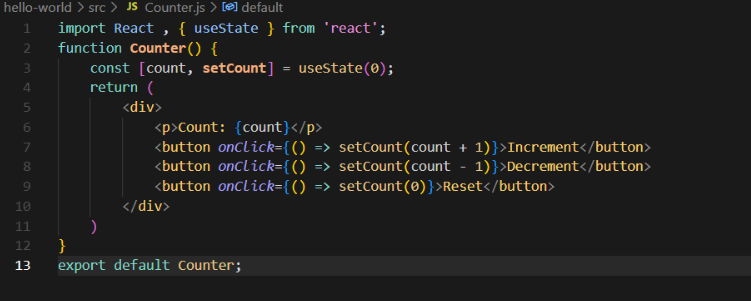 hello-world > src > JS Counter.js > default
1 import React , { useState } from 'react';
2 function Counter() {
3 const [count, setCount] = useState(0);
4 return (
5 <div>
6 <p>Count: {count}</p>
7 <button onClick={() => setCount(count + 1)}>Increment</button>
8 <button onClick={() => setCount(count - 1)}>Decrement</button>
9 <button onClick={() => setCount(0)}>Reset</button>
10 </div>
11 )
12 }
13 export default Counter;